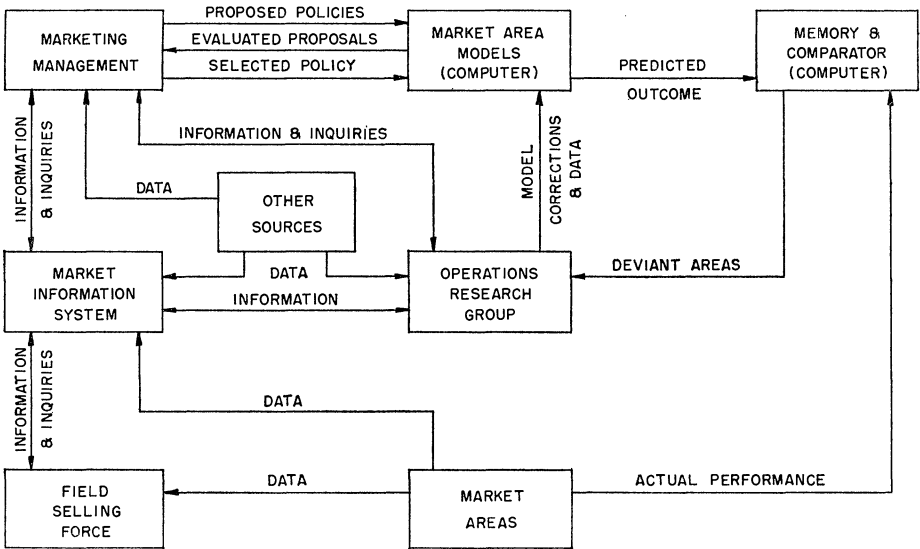 PROPOSED POLICIES
MARKETING
MANAGEMENT
EVALUATED PROPOSALS
SELECTED POLICY
MARKET AREA
MODELS
(COMPUTER)
PREDICTED
OUTCOME
MEMORY &
COMPARATOR
(COMPUTER)
INFORMATION
& INQUIRIES
INFORMATION & INQUIRIES
MODEL
CORRECTIONS
& DATA
DATA
OTHER
SOURCES
MARKET
INFORMATION
SYSTEM
DATA
INFORMATION
OPERATIONS
RESEARCH
GROUP
DEVIANT AREAS
INFORMATION
& INQUIRIES
DATA
FIELD
SELLING
FORCE
DATA
MARKET
AREAS
ACTUAL PERFORMANCE